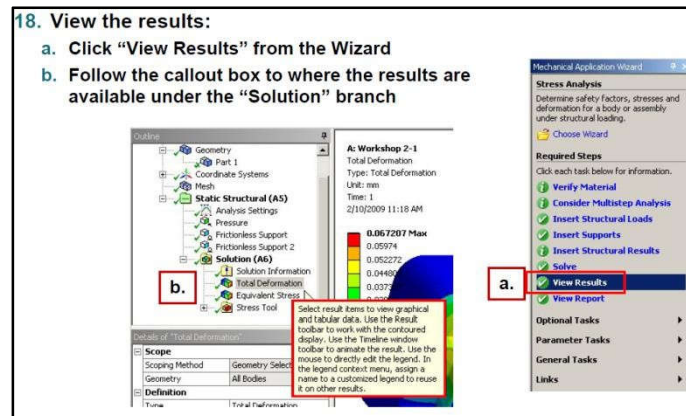 18. View the results:
a. Click “View Results” from the Wizard
b. Follow the callout box to where the results are
available under the “Solution” branch
Outline
Geometry
Part 1
Coordinate Systems
Mesh
Static Structural (A5)
Analysis Settings
Pressure
Frictionless Support
Frictionless Support 2
Solution (A6)
Solution Information
Total Deformation
Equivalent Stress
Stress Tool
b.
Details of "Total Deformation"
Scope
Scoping Method
Geometry Select
Geometry
All Bodies
Definition
Type
Total Deformation
A: Workshop 2-1
Total Deformation
Type: Total Deformation
Unit: mm
Time: 1
2/10/2009 11:18 AM
0.067207 Max
0.05974
0.052272
0.04480
0.0373
Select result items to view graphical
and tabular data. Use the Result
toolbar to work with the contoured
display. Use the Timeline window
toolbar to animate the result. Use the
mouse to directly edit the legend. In
the legend context menu, assign a
name to a customized legend to reuse
it on other results.
Mechanical Application Wizard
Stress Analysis
Determine safety factors, stresses and
deformation for a body or assembly
under structural loading.
Choose Wizard
Required Steps
Click each task below for information.
Verify Material
Consider Multistep Analysis
Insert Structural Loads
Insert Supports
Insert Structural Results
Solve
a.
View Results
View Report
Optional Tasks
Parameter Tasks
General Tasks
Links